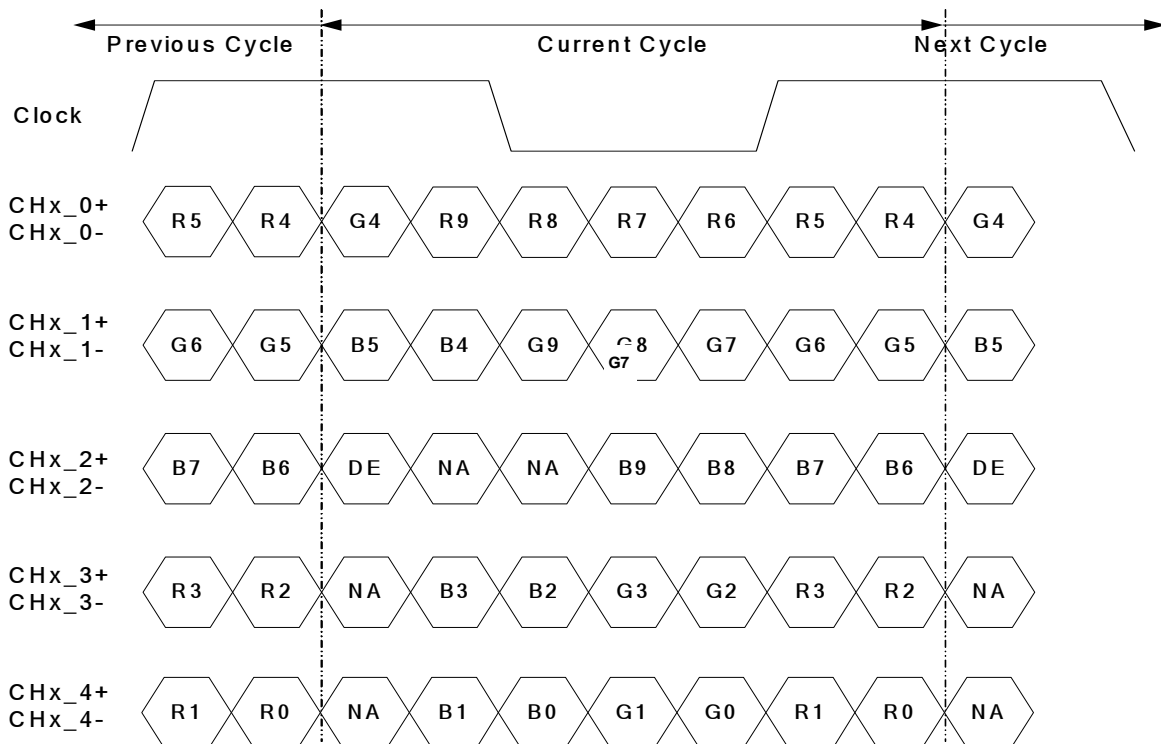 Previous Cycle Current Cycle Next Cycle
Clock
CHx_0+
CHx_0-
R5 R4 G4 R9 R8 R7 R6 R5 R4 G4
CHx_1+
CHx_1-
G6 G5 B5 B4 G9 G8 G7 G6 G5 B5
G7
CHx_2+
CHx_2-
B7 B6 DE NA NA B9 B8 B7 B6 DE
CHx_3+
CHx_3-
R3 R2 NA B3 B2 G3 G2 R3 R2 NA
CHx_4+
CHx_4-
R1 R0 NA B1 B0 G1 G0 R1 R0 NA